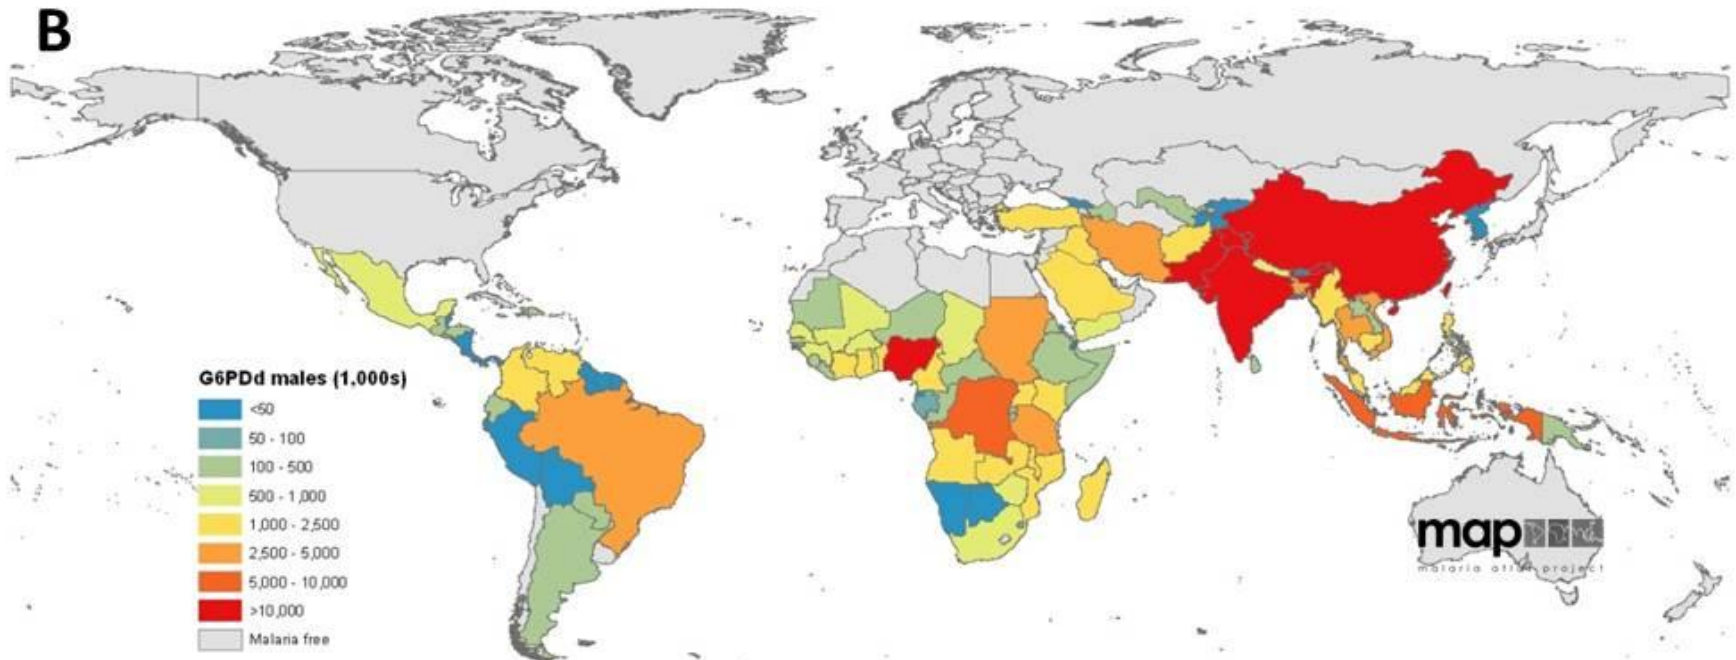 B
G6PDd males (1,000s)
<50
50 - 100
100 - 500
500 - 1,000
1,000 - 2,500
2,500 - 5,000
5,000 - 10,000
>10,000
Malaria free
map
malaria atlas project